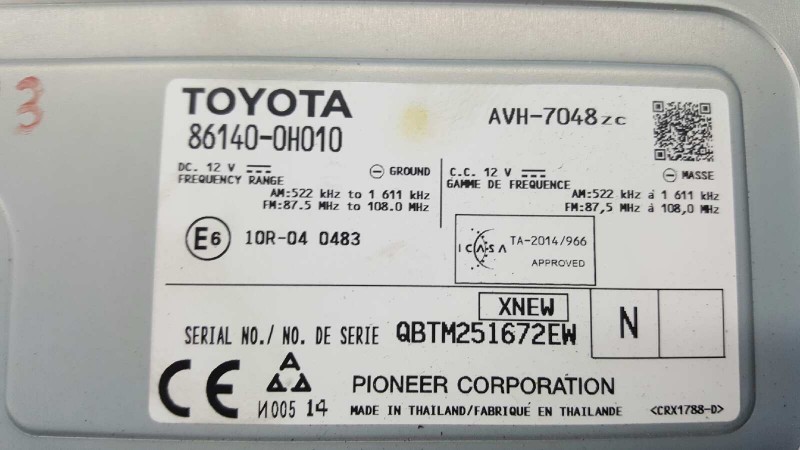 3
TOYOTA
86140-0H010
AVH-7048zc
DC. 12 V ⊖ GROUND
FREQUENCY RANGE
AM:522 kHz to 1 611 kHz
FM:87.5 MHz to 108.0 MHz
C.C. 12 V ⊖ MASSE
GAMME DE FREQUENCE
AM:522 kHz à 1 611 kHz
FM:87,5 MHz à 108,0 MHz
E6 10R-04 0483
ICASA TA-2014/966
APPROVED
XNEW
SERIAL NO./ NO. DE SERIE QBTM251672EW
N
CE
И005 14
PIONEER CORPORATION
MADE IN THAILAND/FABRIQUÉ EN THAILANDE
<CRX1788-D>